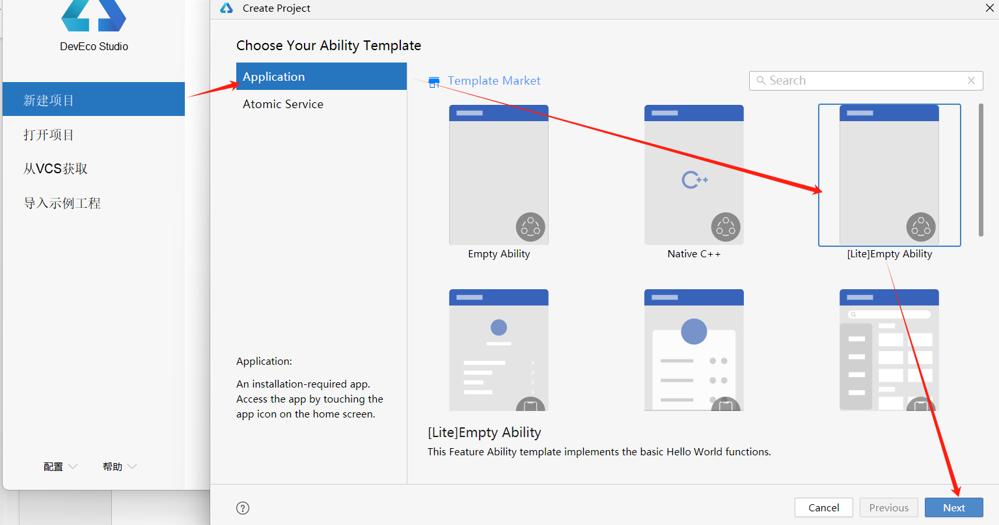 DevEco Studio
新建项目
打开项目
从VCS获取
导入示例工程
配置
帮助
Create Project
Choose Your Ability Template
Application
Atomic Service
Application:
An installation-required app.
Access the app by touching the
app icon on the home screen.
Template Market
Search
Empty Ability
C++
Native C++
[Lite]Empty Ability
[Lite]Empty Ability
This Feature Ability template implements the basic Hello World functions.
?
Cancel
Previous
Next